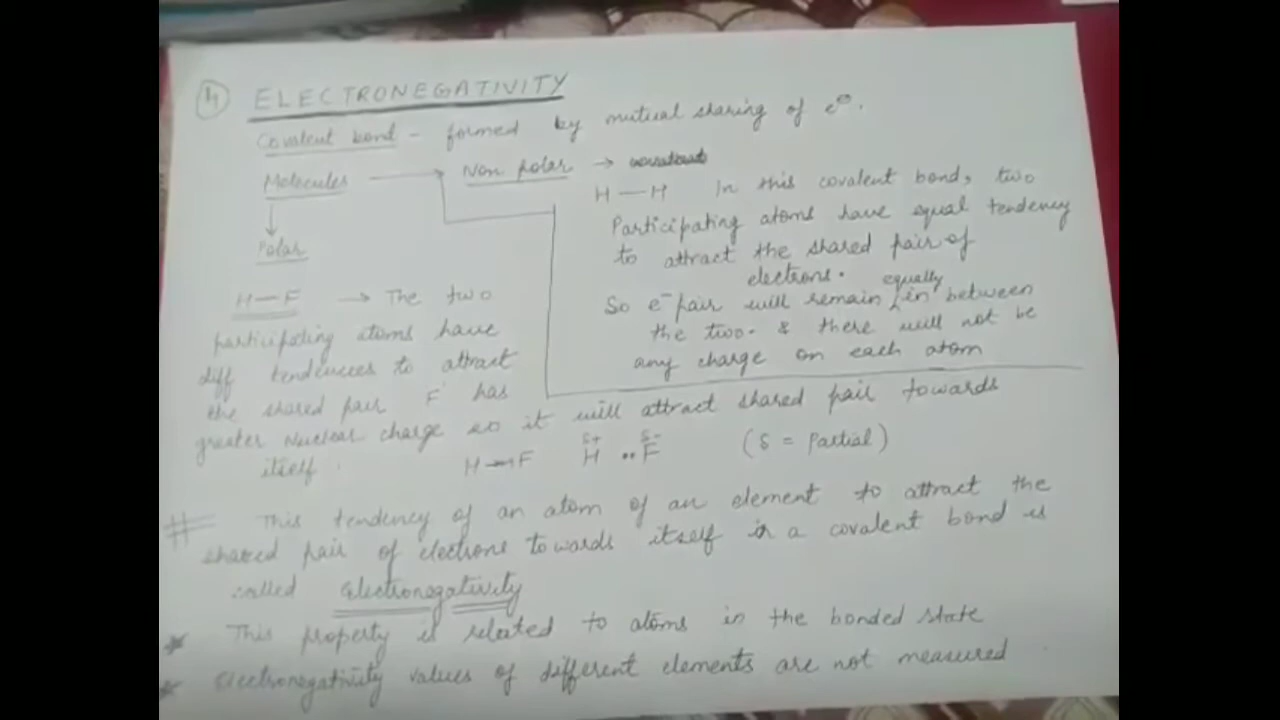 4 ELECTRONEGATIVITY
Covalent bond - formed by mutual sharing of e⊖.
Molecules → Non polar →
↓
Polar
H — H In this covalent bond, two
Participating atoms have equal tendency
to attract the shared pair of
electrons.
So e⁻ pair will remain equally in between
the two. & there will not be
any charge on each atom
H—F → The two
participating atoms have
diff tendencies to attract
the shared pair F has
greater Nuclear charge so it will attract shared pair towards
itself.
H—F δ+ H •• δ- F (δ = Partial)
# This tendency of an atom of an element to attract the
shared pair of electrons towards itself in a covalent bond is
called Electronegativity
* This property is related to atoms in the bonded state
* Electronegativity values of different elements are not measured